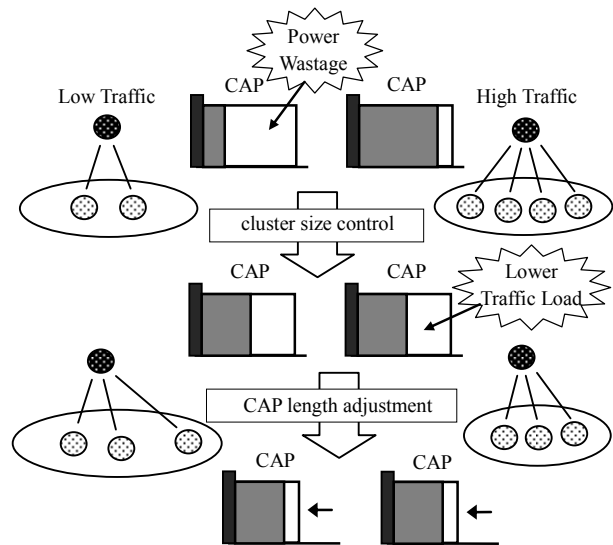 Power
Wastage
Low Traffic
CAP
CAP
High Traffic
cluster size control
CAP
CAP
Lower
Traffic Load
CAP length adjustment
CAP
CAP